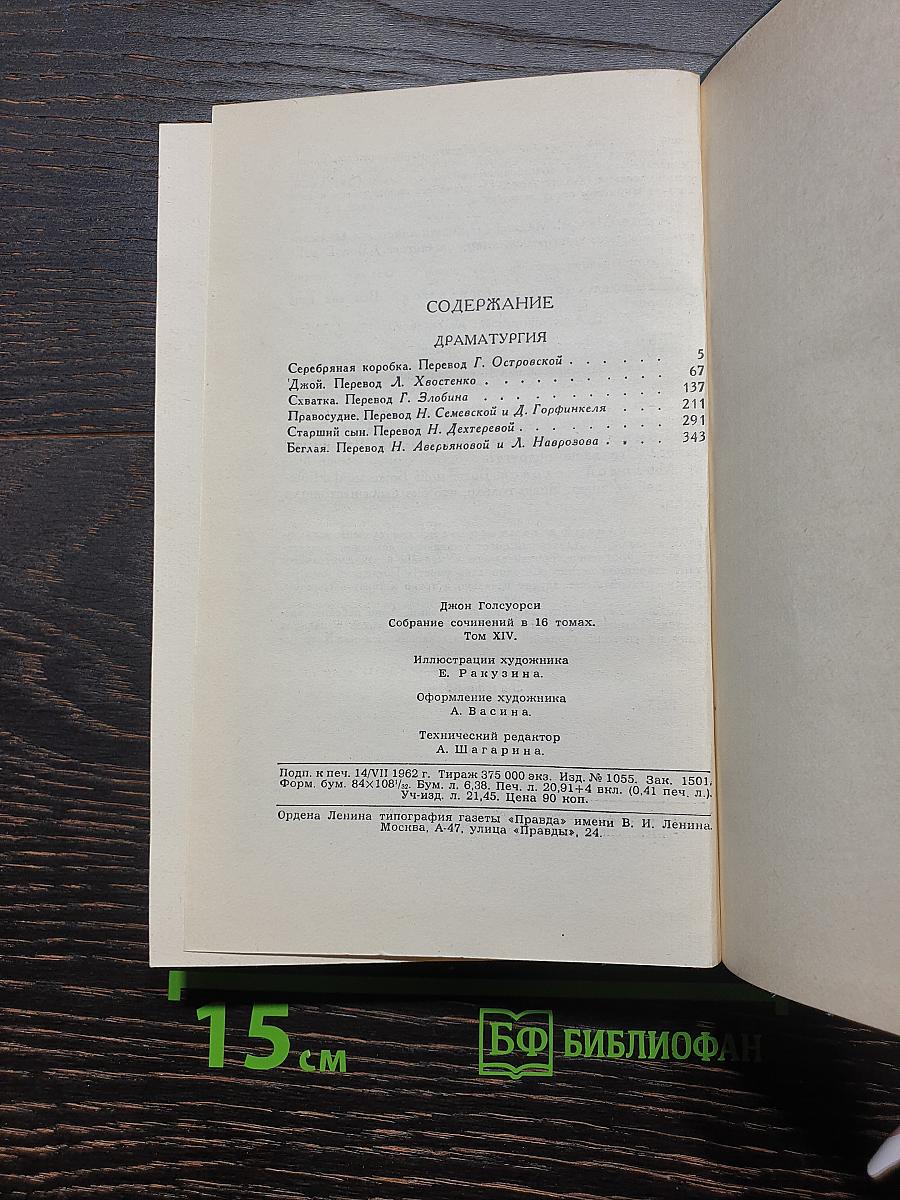 СОДЕРЖАНИЕ
ДРАМАТУРГИЯ
Серебряная коробка. Перевод Г. Островской . . . . . . 5
Джой. Перевод Л. Хвостенко . . . . . . . . . . . 67
Схватка. Перевод Г. Злобина . . . . . . . . . . . 137
Правосудие. Перевод Н. Семевской и Д. Горфинкеля . . . 211
Старший сын. Перевод Н. Дехтеревой . . . . . . . . . 291
Беглая. Перевод Н. Аверьяновой и Л. Наврозова . . . . 343
Джон Голсуорси
Собрание сочинений в 16 томах.
Том XIV.
Иллюстрации художника
Е. Ракузина.
Оформление художника
А. Васина.
Технический редактор
А. Шагарина.
Подп. к печ. 14/VII 1962 г. Тираж 375 000 экз. Изд. № 1055. Зак. 1501.
Форм. бум. 84×108¹/₃₂. Бум. л. 6,38. Печ. л. 20,91+4 вкл. (0,41 печ. л.).
Уч-изд. л. 21,45. Цена 90 коп.
Ордена Ленина типография газеты «Правда» имени В. И. Ленина.
Москва, А-47, улица «Правды», 24.
15 см БФ БИБЛИОФАН